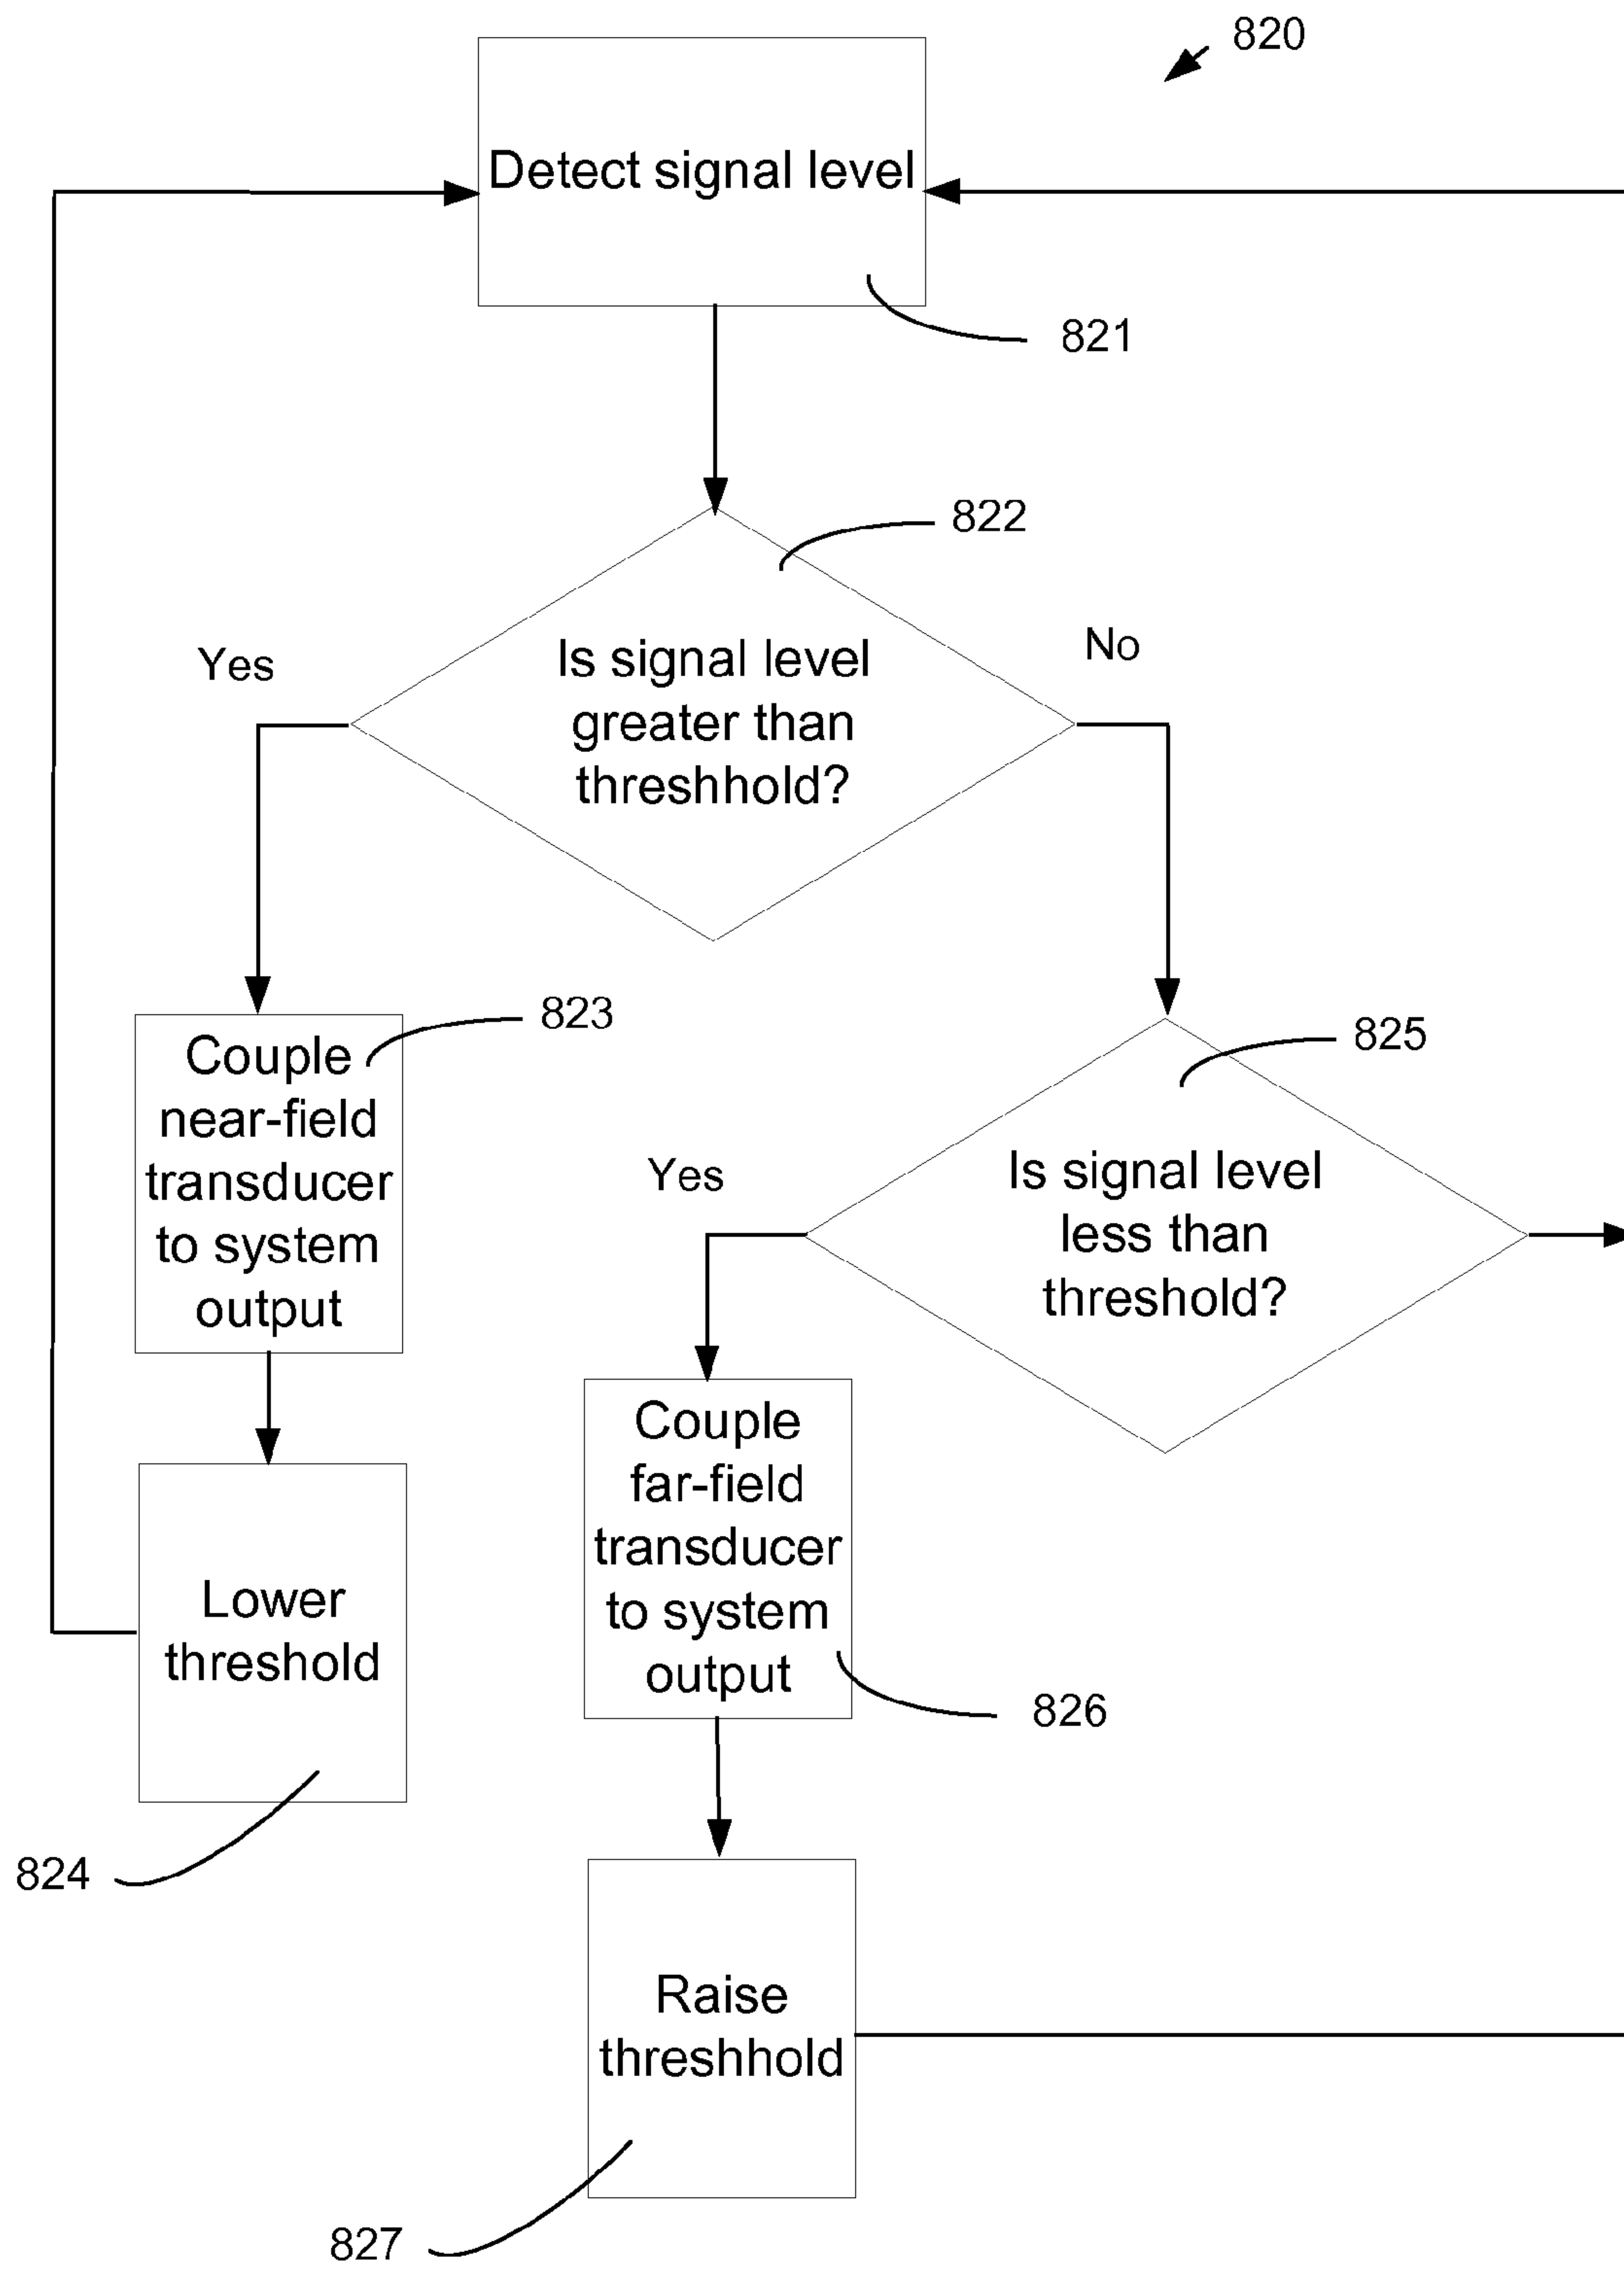 820
Detect signal level
821
822
Yes
No
Is signal level
greater than
threshhold?
823
Couple
near-field
transducer
to system
output
825
Yes
Is signal level
less than
threshold?
Couple
far-field
transducer
to system
output
826
Lower
threshold
824
Raise
threshhold
827